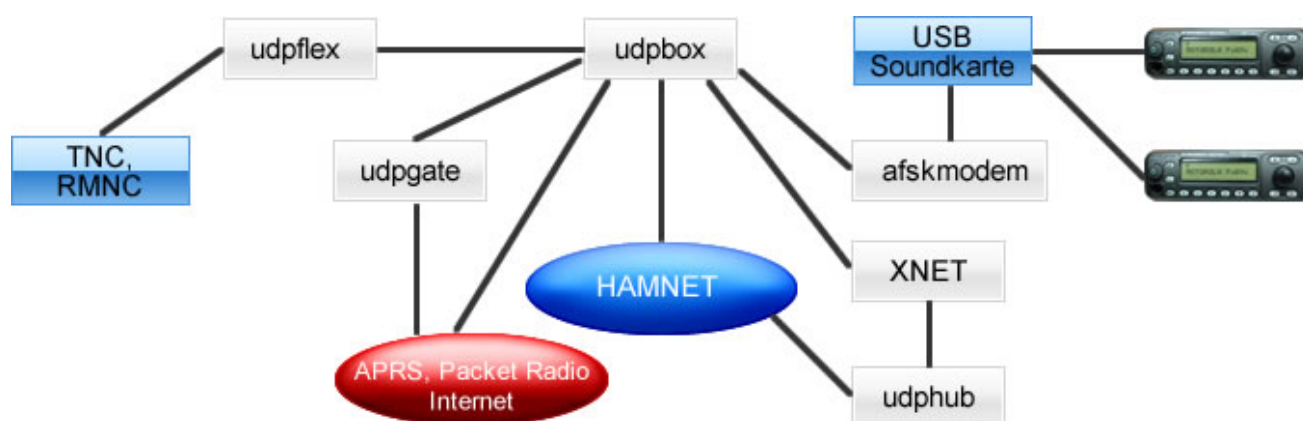 udpflex
udpbox
USB
Soundkarte
TNC,
RMNC
udpgate
afskmodem
HAMNET
XNET
APRS, Packet Radio
Internet
udphub